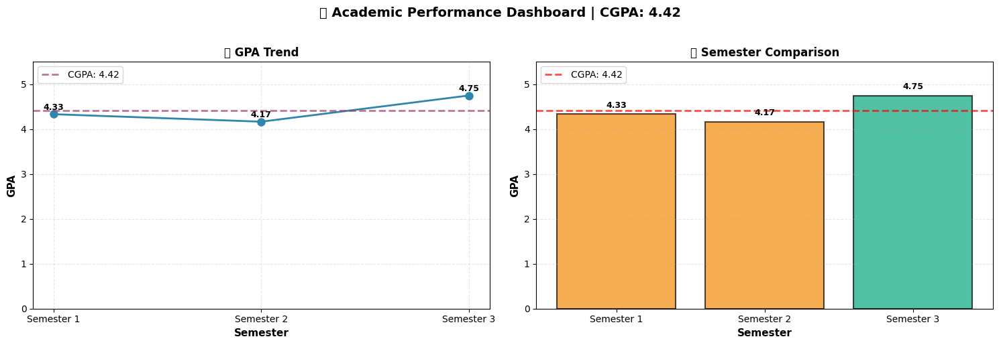 ▯ Academic Performance Dashboard | CGPA: 4.42
▯ GPA Trend
CGPA: 4.42
GPA
5
4
3
2
1
0
4.33
4.17
4.75
Semester 1 Semester 2 Semester 3
Semester
▯ Semester Comparison
CGPA: 4.42
GPA
5
4
3
2
1
0
4.33
4.17
4.75
Semester 1 Semester 2 Semester 3
Semester